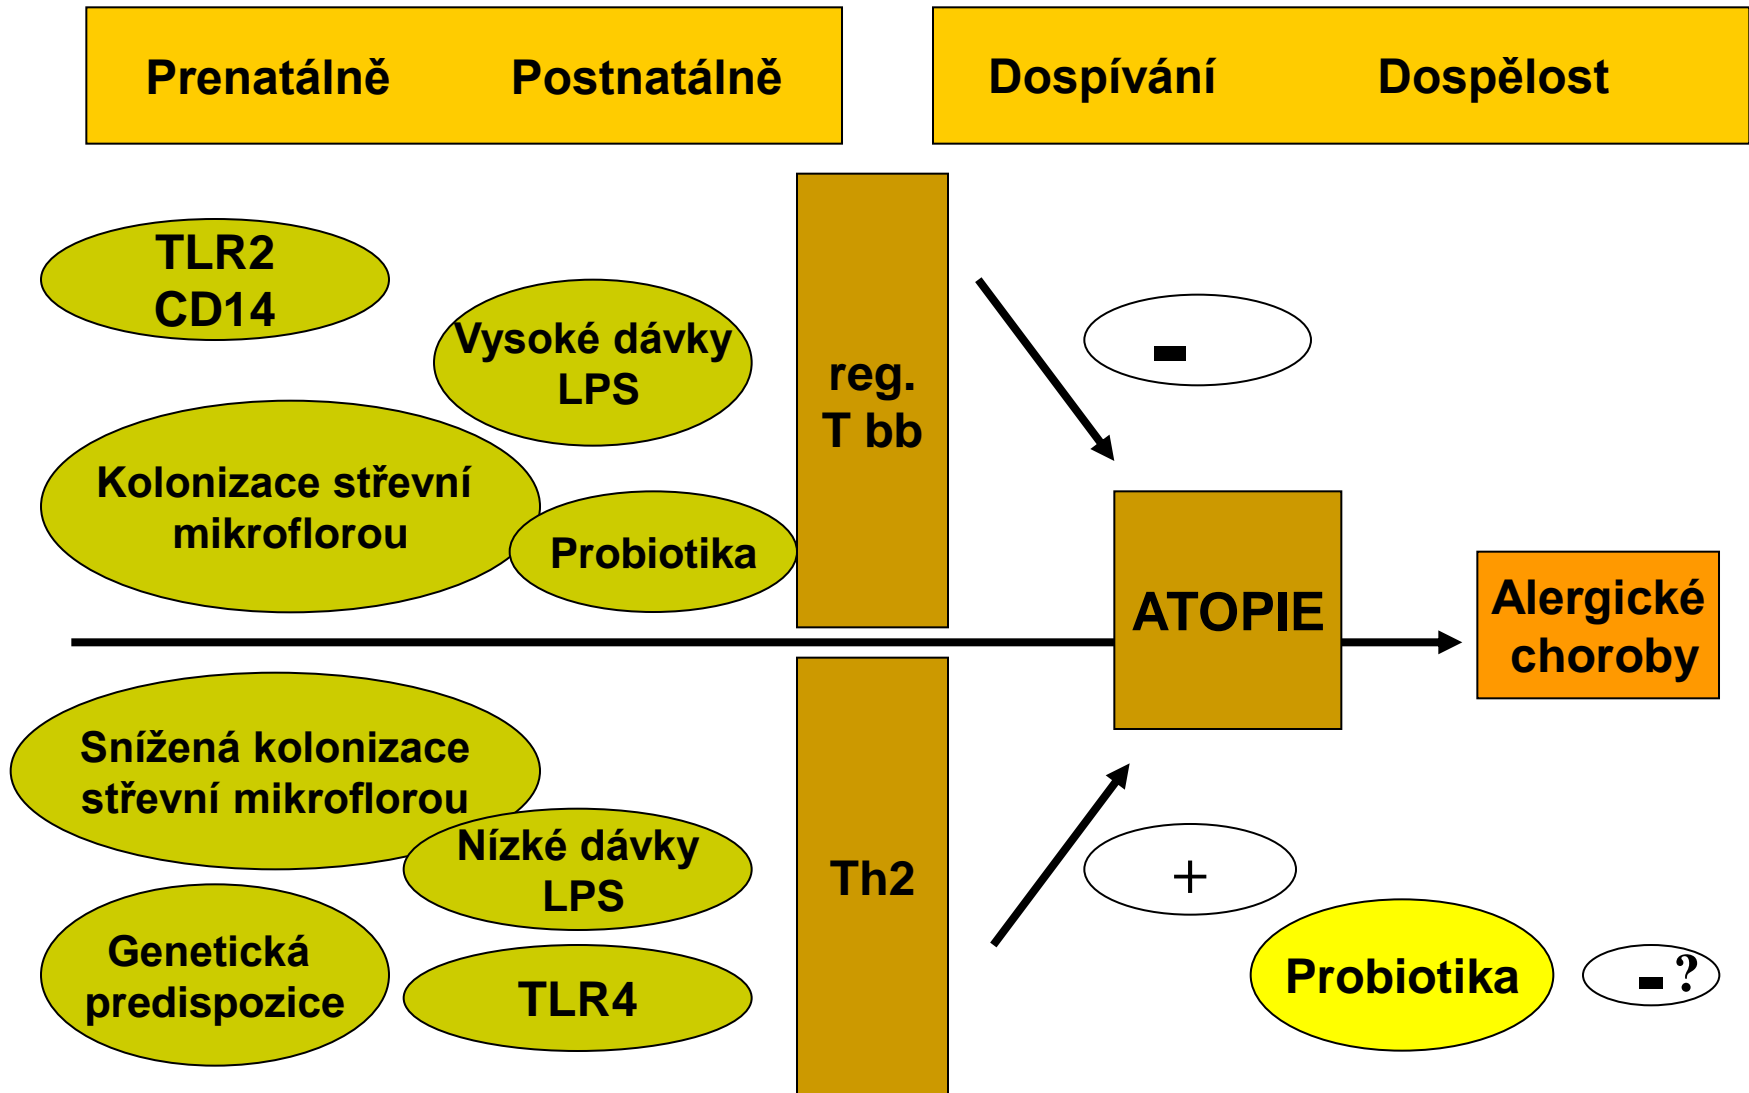 Prenatálně Postnatálně
Dospívání Dospělost
TLR2
CD14
Vysoké dávky
LPS
Kolonizace střevní
mikroflorou
Probiotika
reg.
T bb
-
ATOPIE
Alergické
choroby
Snížená kolonizace
střevní mikroflorou
Nízké dávky
LPS
Genetická
predispozice
TLR4
Th2
+
Probiotika
- ?